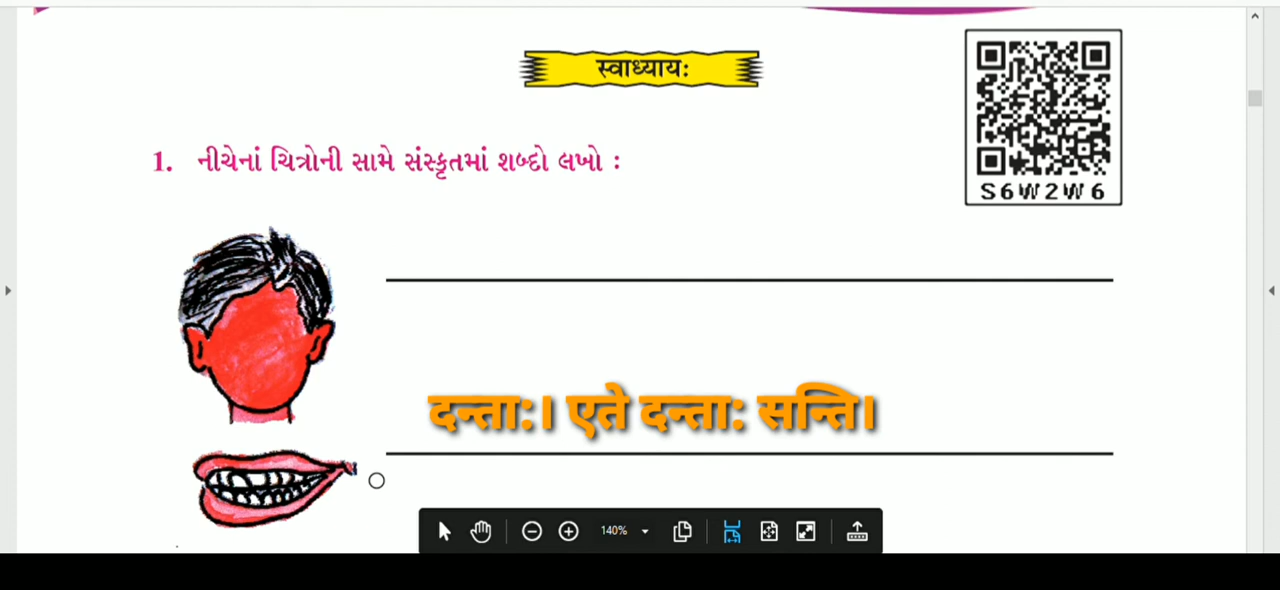 स्वाध्यायः
1. નીચેનાં ચિત્રોની સામે સંસ્કૃતમાં શબ્દો લખો :
S6W2W6
दन्ताः। एते दन्ताः सन्ति।
140%